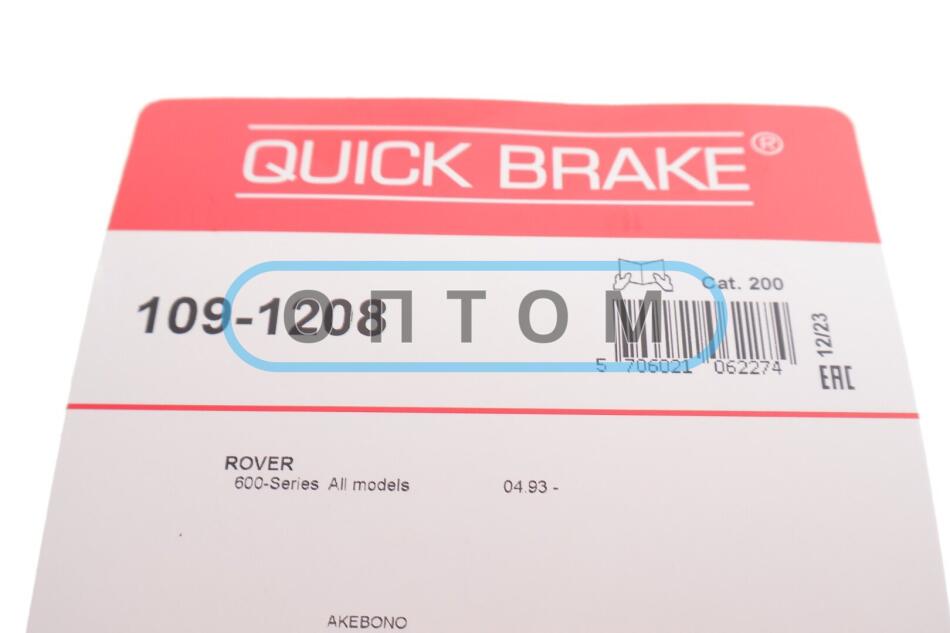 QUICK BRAKE®
Cat. 200
109-1208
ОПТОМ
5 706021 062274
12/23
EAC
ROVER
600-Series All models 04.93 -
AKEBONO